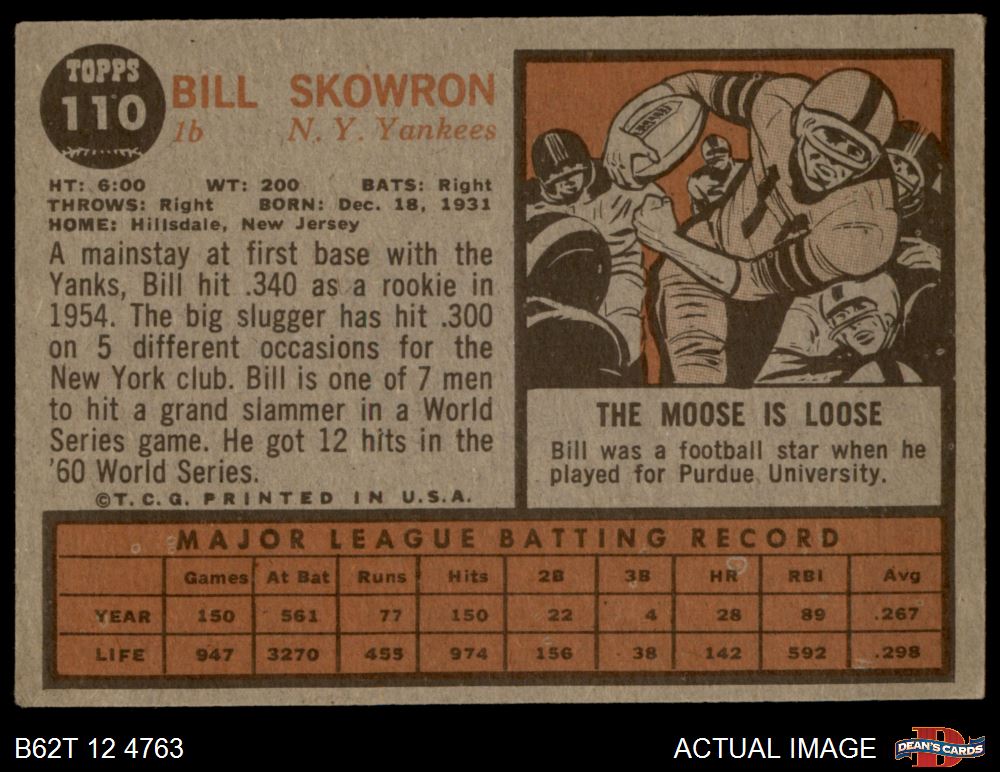 TOPPS
110
BILL SKOWRON
1b N. Y. Yankees
HT: 6:00 WT: 200 BATS: Right
THROWS: Right BORN: Dec. 18, 1931
HOME: Hillsdale, New Jersey
A mainstay at first base with the
Yanks, Bill hit .340 as a rookie in
1954. The big slugger has hit .300
on 5 different occasions for the
New York club. Bill is one of 7 men
to hit a grand slammer in a World
Series game. He got 12 hits in the
'60 World Series.
©T.C.G. PRINTED IN U.S.A.
THE MOOSE IS LOOSE
Bill was a football star when he
played for Purdue University.
MAJOR LEAGUE BATTING RECORD
Games At Bat Runs Hits 2B 3B HR RBI Avg
YEAR 150 561 77 150 22 4 28 89 .267
LIFE 947 3270 455 974 156 38 142 592 .298
B62T 12 4763
ACTUAL IMAGE
D
DEAN'S CARDS